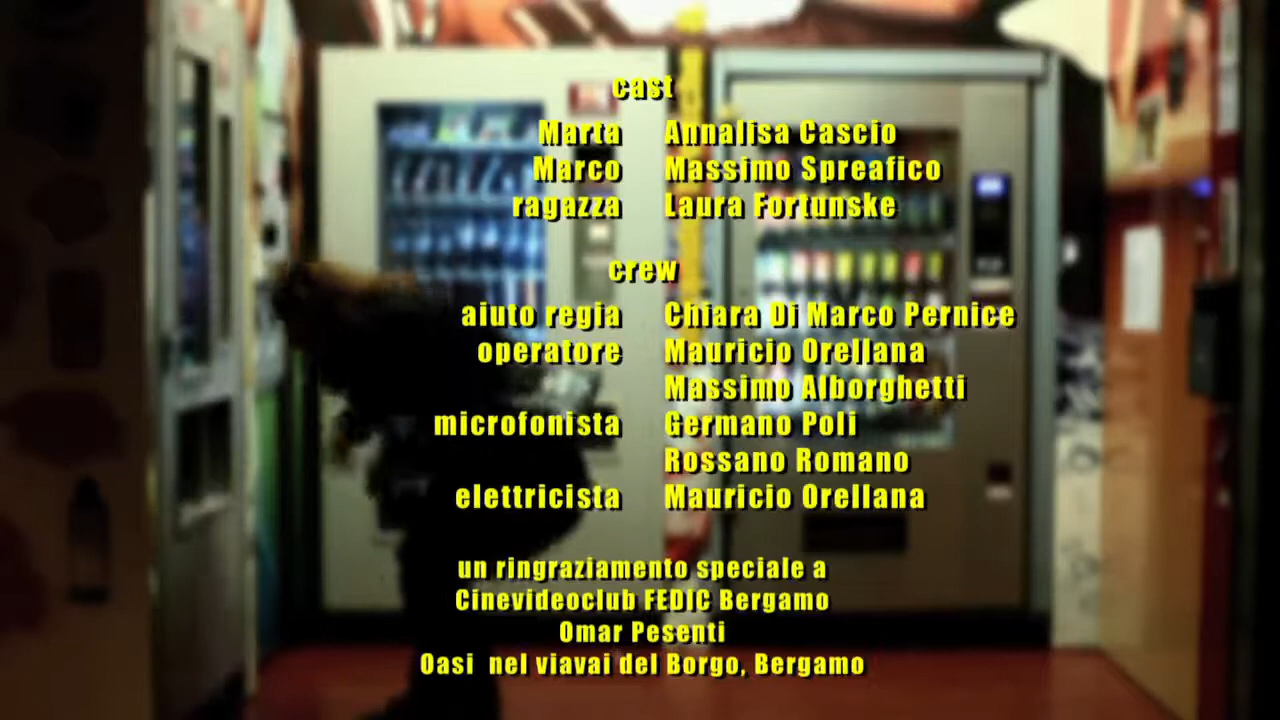 cast
Marta Annalisa Cascio
Marco Massimo Spreafico
ragazza Laura Fortunske
crew
aiuto regia Chiara Di Marco Pernice
operatore Mauricio Orellana
Massimo Alborghetti
microfonista Germano Poli
Rossano Romano
elettricista Mauricio Orellana
un ringraziamento speciale a
Cinevideoclub FEDIC Bergamo
Omar Pesenti
Oasi nel viavai del Borgo, Bergamo